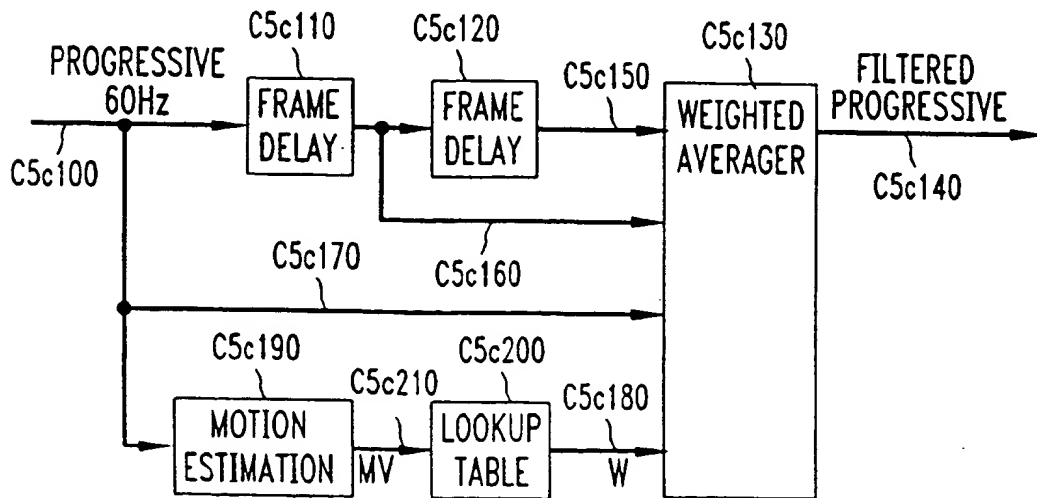 C5c110
C5c120
C5c130
PROGRESSIVE
60Hz
FRAME
DELAY
FRAME
DELAY
C5c150
WEIGHTED
AVERAGER
FILTERED
PROGRESSIVE
C5c100
C5c140
C5c160
C5c170
C5c190
C5c200
C5c210
C5c180
MOTION
ESTIMATION
MV
LOOKUP
TABLE
W